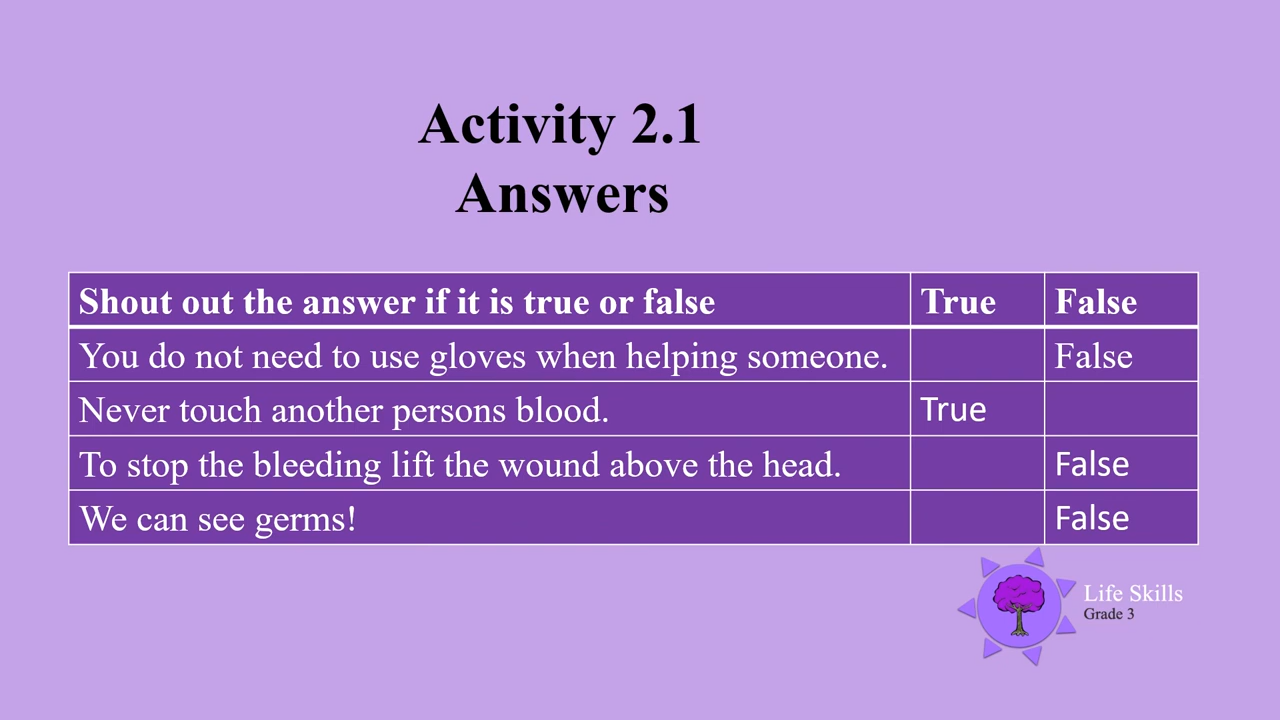 Activity 2.1
Answers
Shout out the answer if it is true or false True False
You do not need to use gloves when helping someone. False
Never touch another persons blood. True
To stop the bleeding lift the wound above the head. False
We can see germs! False
Life Skills
Grade 3